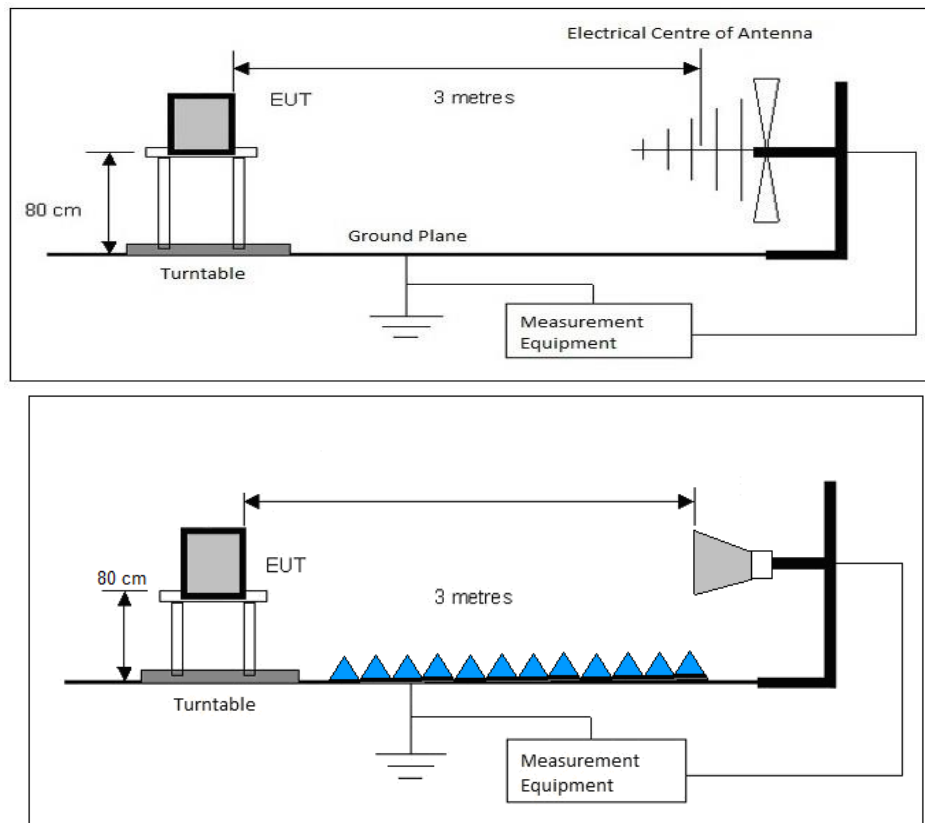 Electrical Centre of Antenna
EUT
3 metres
80 cm
Ground Plane
Turntable
Measurement
Equipment
EUT
80 cm
3 metres
Turntable
Measurement
Equipment